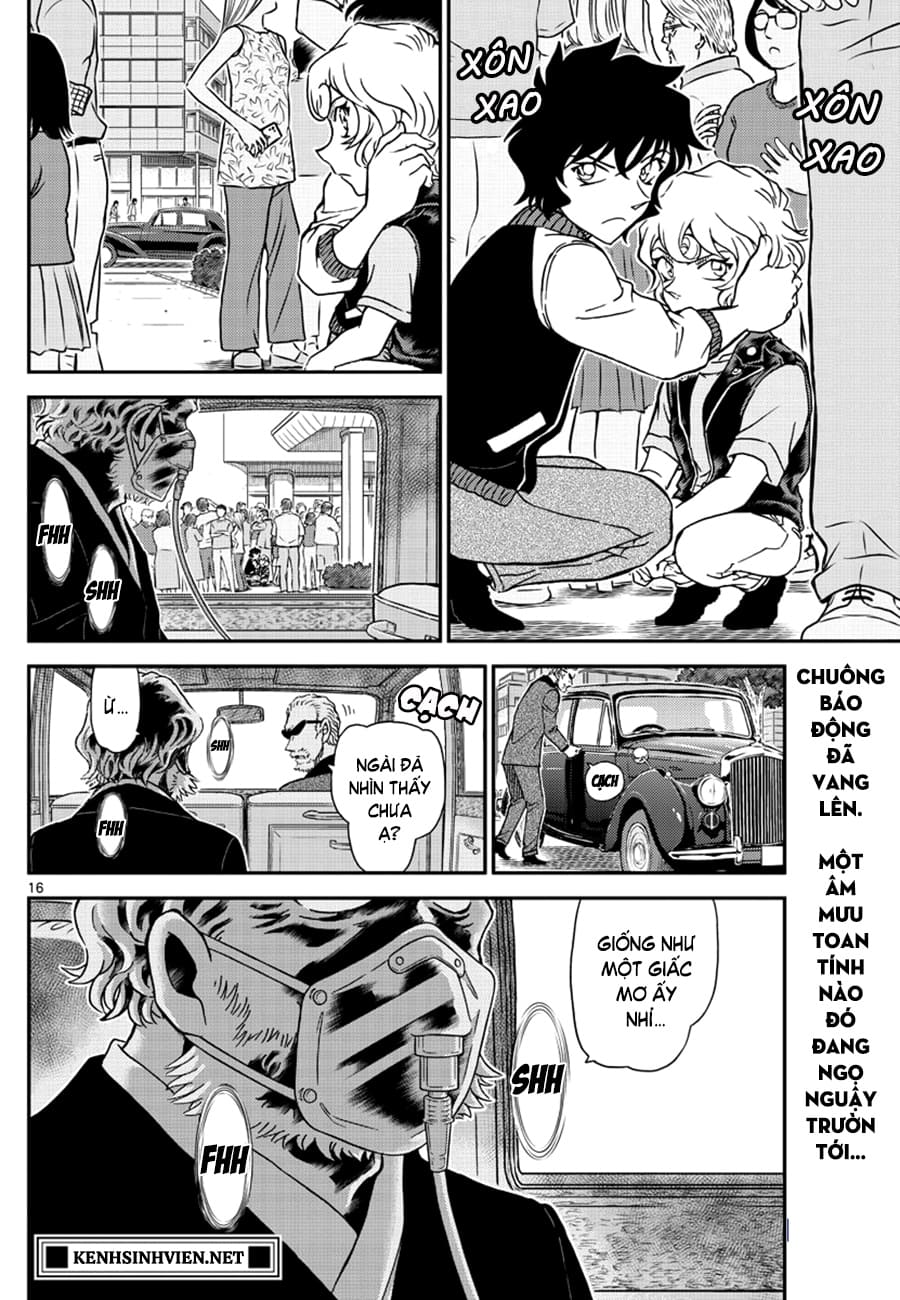 XÔN
XAO
XÔN
XAO
FHH
SHH
CẠCH
CẠCH
NGÀI ĐÃ
NHÌN THẤY
CHƯA
Ạ?
SHH
Ừ...
FHH
16
GIỐNG NHƯ
MỘT GIẤC
MƠ ẤY
NHỈ...
SHH
FHH
CHUÔNG
BÁO
ĐỘNG
ĐÃ
VANG
LÊN.
MỘT
ÂM
MƯU
TOAN
TÍNH
NÀO
ĐÓ
ĐANG
NGỌ
NGUẬY
TRƯỜN
TỚI...
KENHSINHVIEN.NET